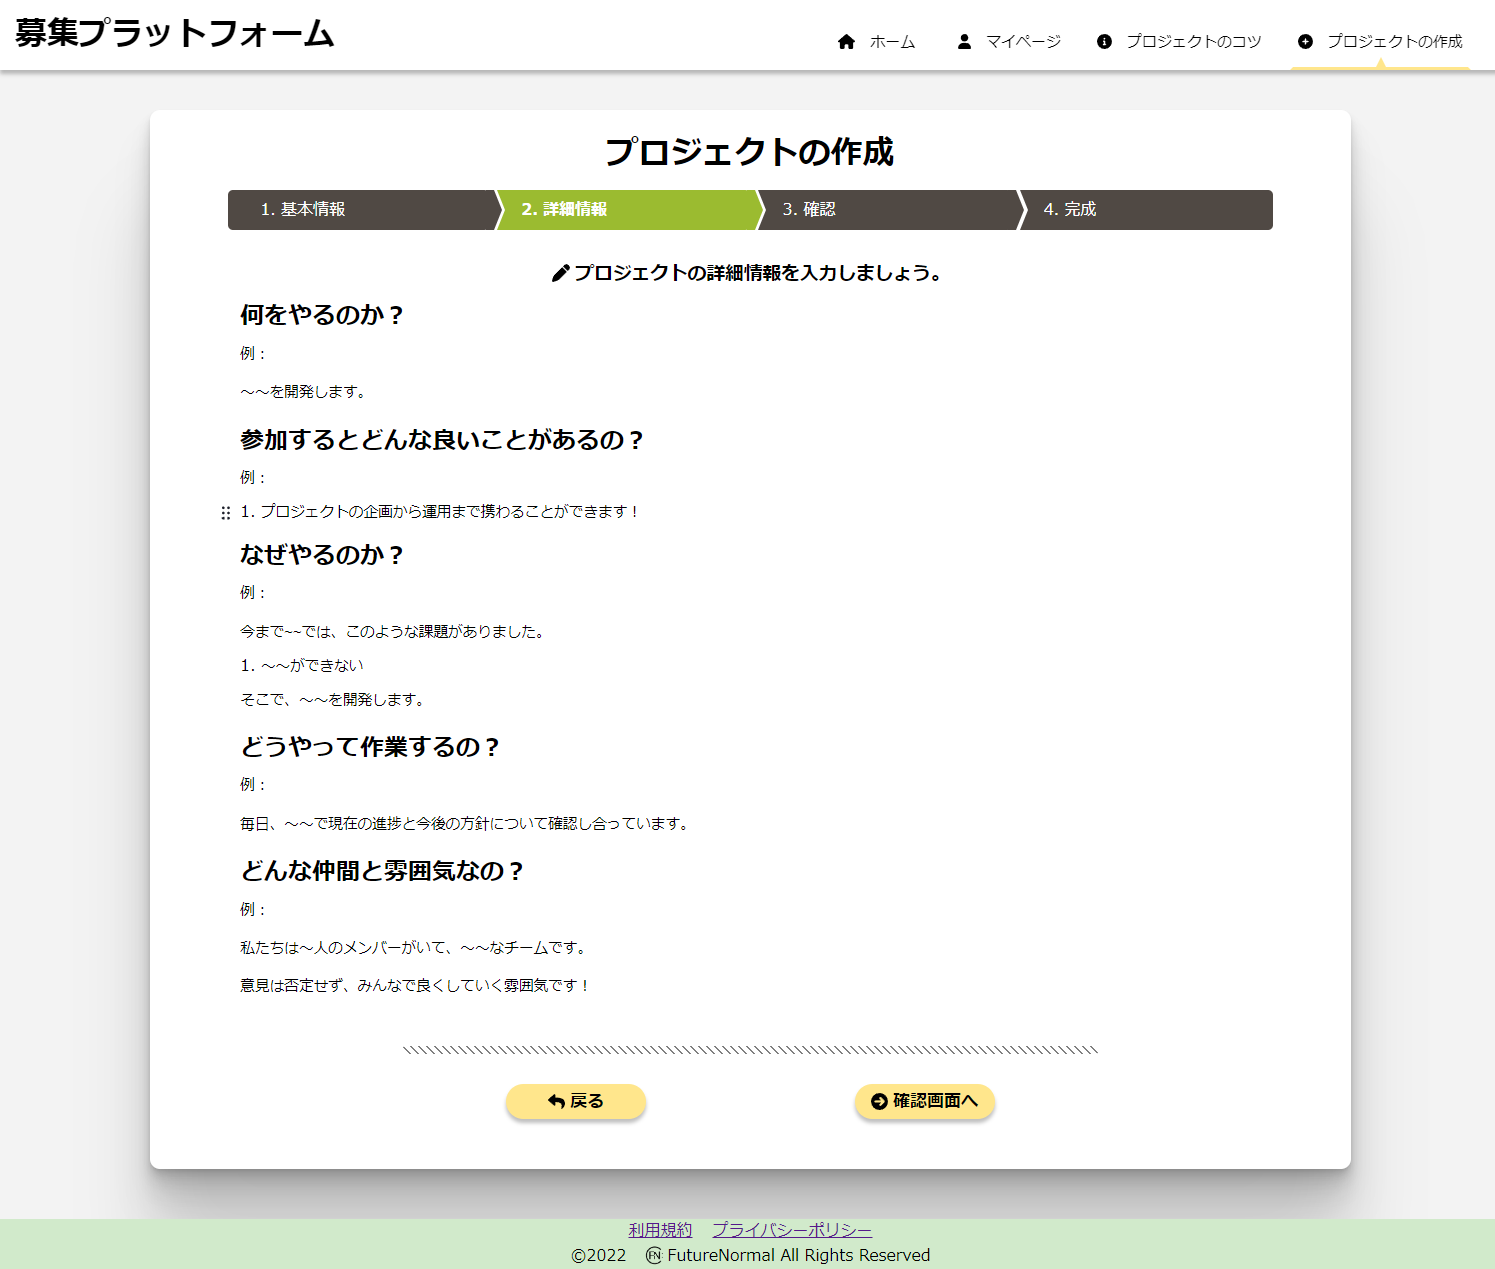 募集プラットフォーム
ホーム　マイページ　プロジェクトのコツ　プロジェクトの作成
プロジェクトの作成
1. 基本情報　2. 詳細情報　3. 確認　4. 完成
プロジェクトの詳細情報を入力しましょう。
何をやるのか？
例：
～～を開発します。
参加するとどんな良いことがあるの？
例：
1. プロジェクトの企画から運用まで携わることができます！
なぜやるのか？
例：
今まで~~では、このような課題がありました。
1. ～～ができない
そこで、～～を開発します。
どうやって作業するの？
例：
毎日、～～で現在の進捗と今後の方針について確認し合っています。
どんな仲間と雰囲気なの？
例：
私たちは～人のメンバーがいて、～～なチームです。
意見は否定せず、みんなで良くしていく雰囲気です！
戻る　確認画面へ
利用規約　プライバシーポリシー
©2022　FN FutureNormal All Rights Reserved